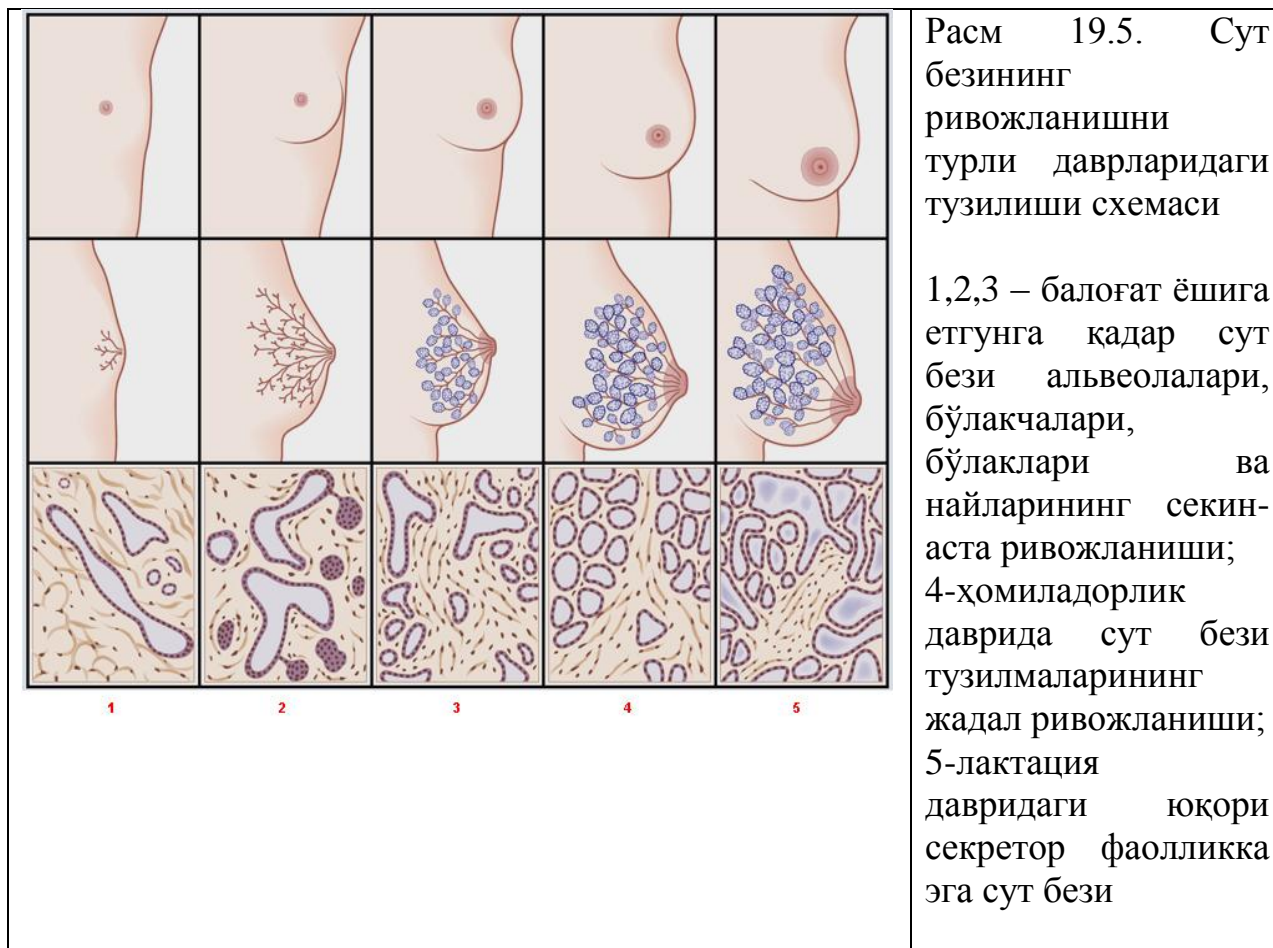 Расм 19.5. Сут
безининг
ривожланишни
турли даврларидаги
тузилиши схемаси
1,2,3 – балоғат ёшига
етгунга қадар сут
бези альвеолалари,
бўлакчалари,
бўлаклари ва
найларининг секин-
аста ривожланиши;
4-ҳомиладорлик
даврида сут бези
тузилмаларининг
жадал ривожланиши;
5-лактация
давридаги юқори
секретор фаолликка
эга сут бези
1 2 3 4 5